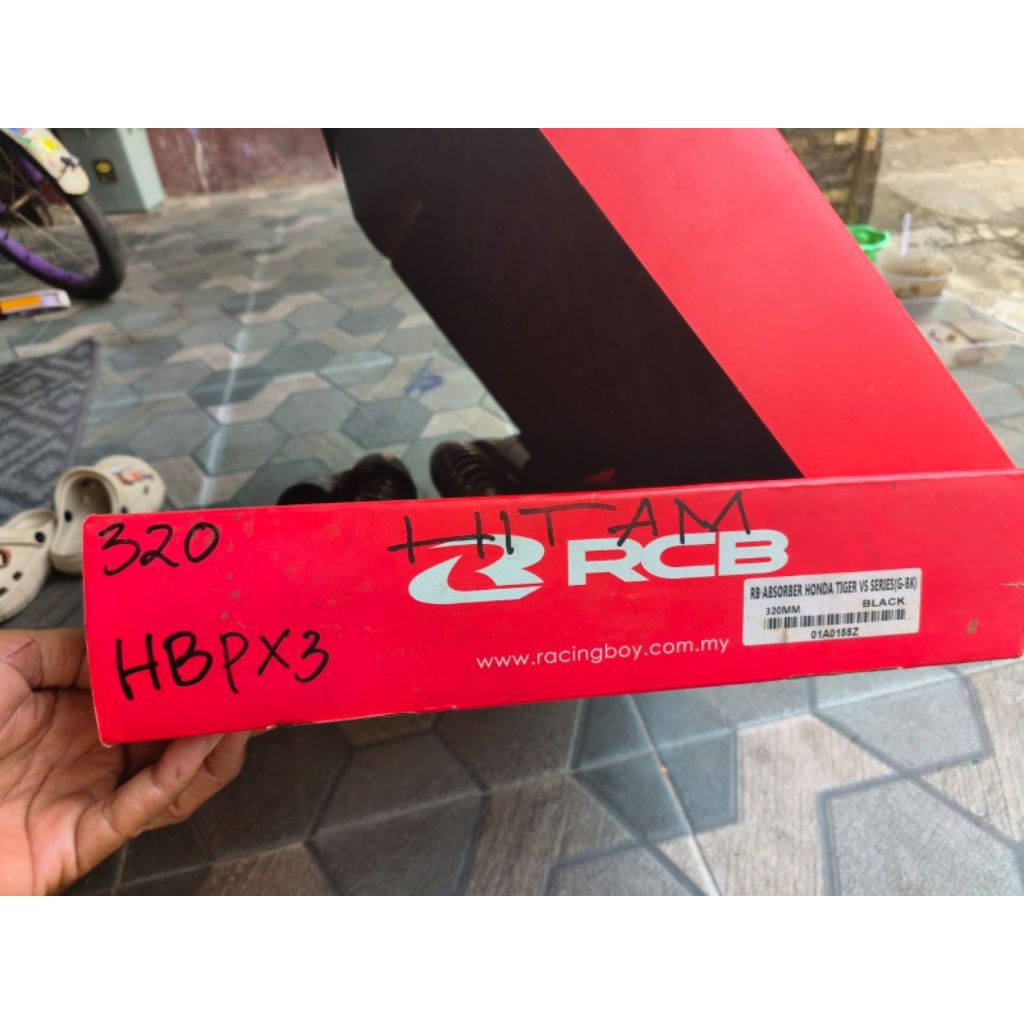 320
HITAM
RCB
HBPX3
www.racingboy.com.my
RB ABSORBER HONDA TIGER VS SERIES(G-BK)
320MM BLACK
01A0155Z